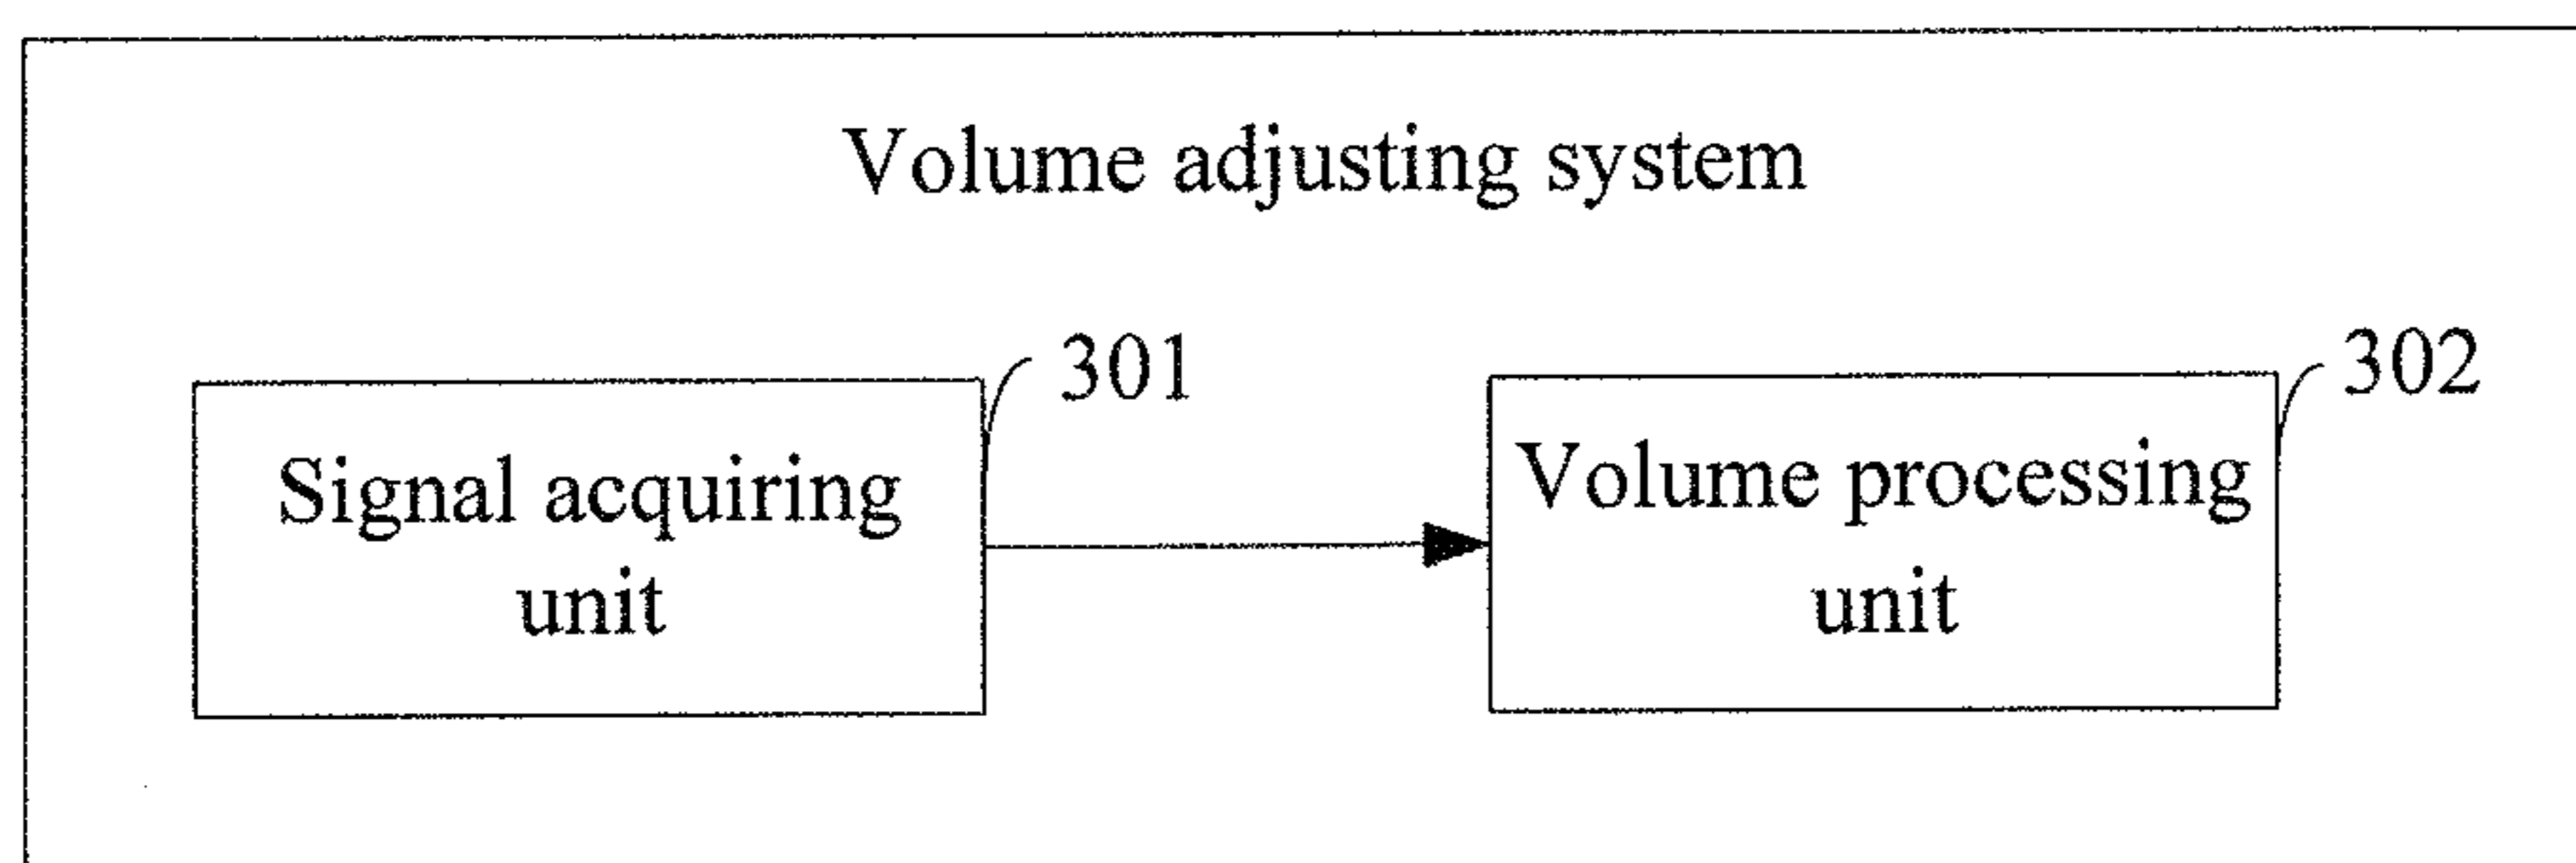 Volume adjusting system
301
302
Signal acquiring
unit
Volume processing
unit